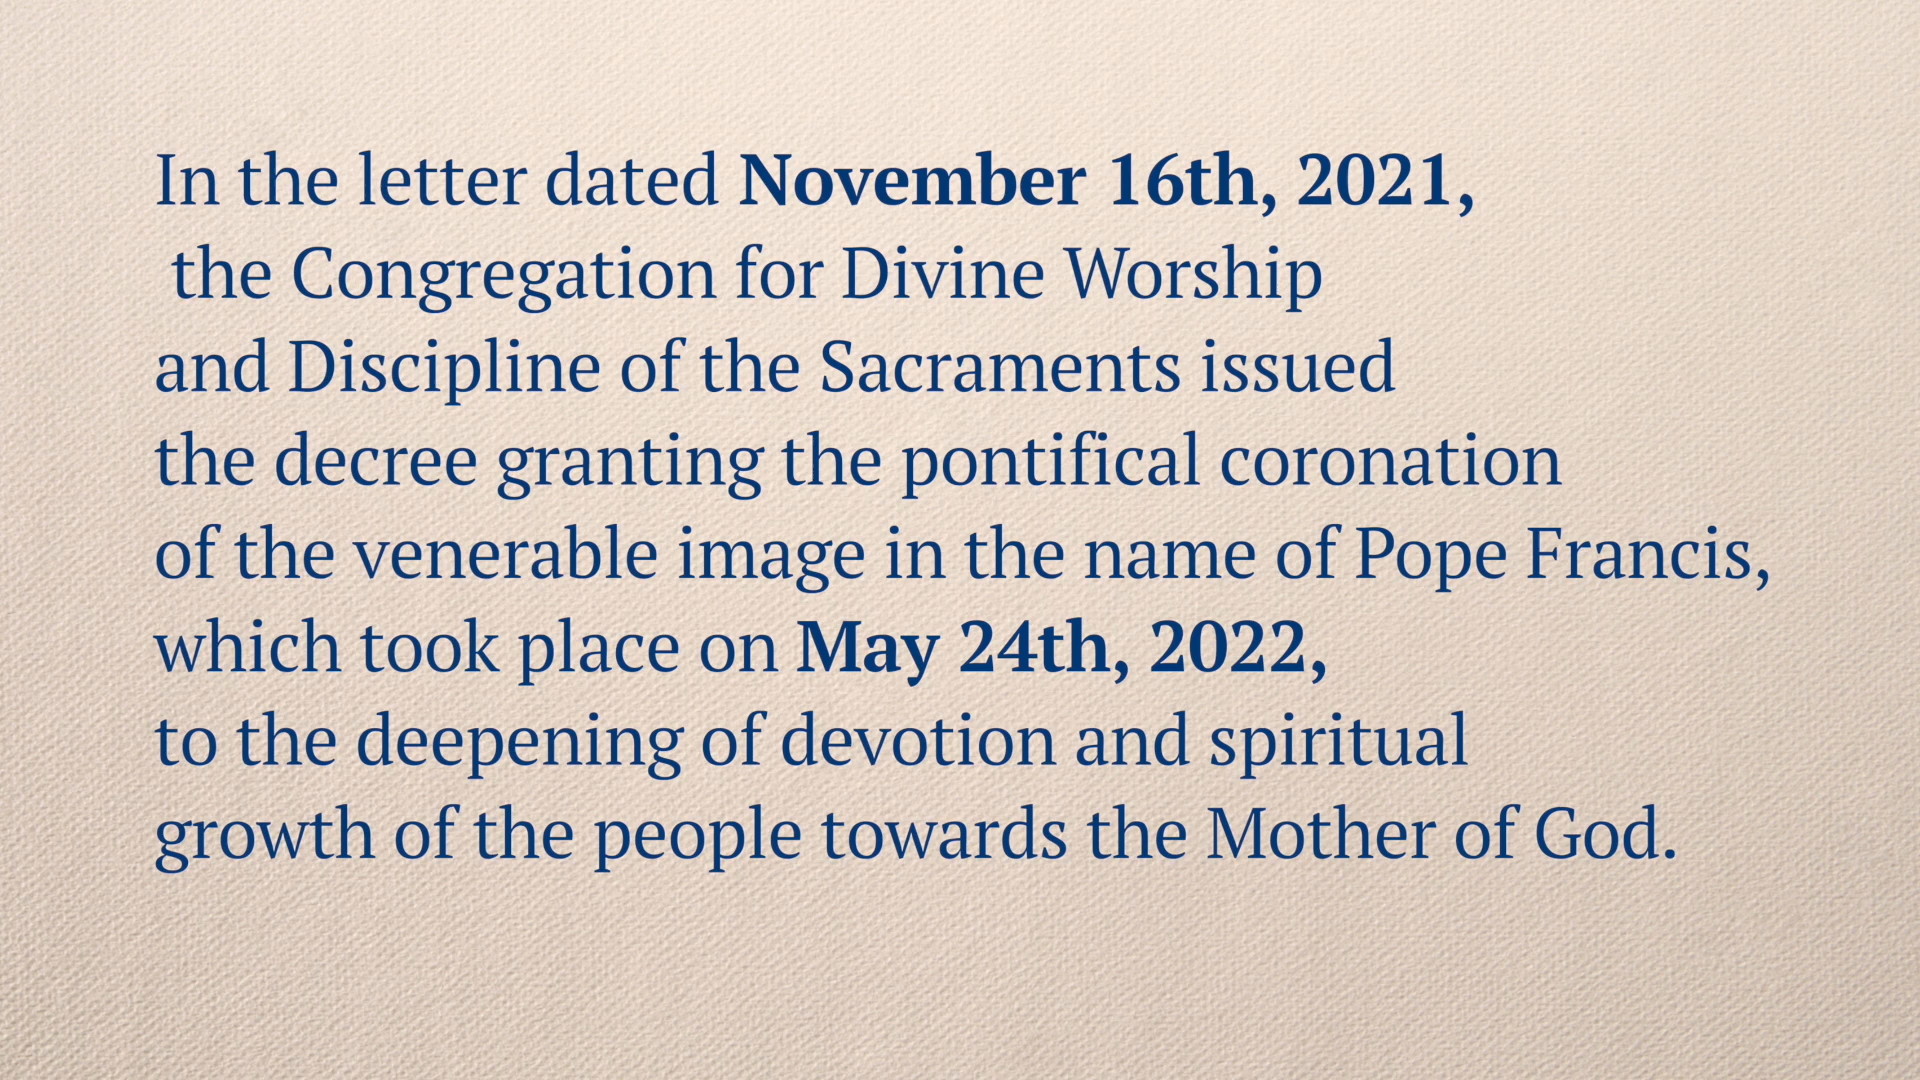 In the letter dated November 16th, 2021,
the Congregation for Divine Worship
and Discipline of the Sacraments issued
the decree granting the pontifical coronation
of the venerable image in the name of Pope Francis,
which took place on May 24th, 2022,
to the deepening of devotion and spiritual
growth of the people towards the Mother of God.